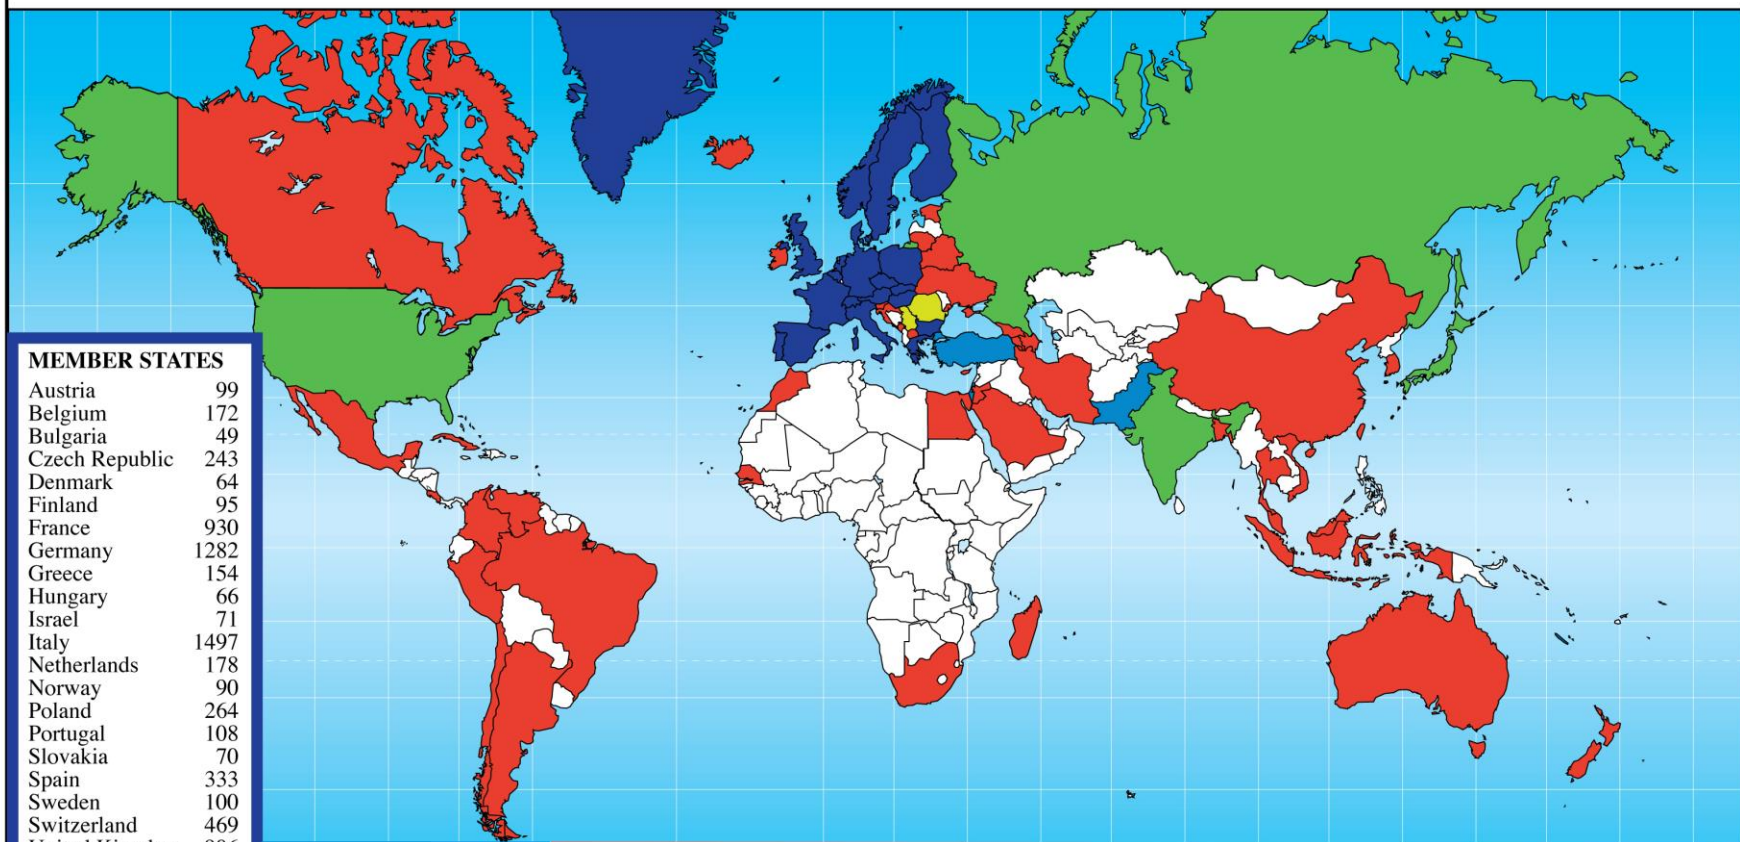 MEMBER STATES
Austria 99
Belgium 172
Bulgaria 49
Czech Republic 243
Denmark 64
Finland 95
France 930
Germany 1282
Greece 154
Hungary 66
Israel 71
Italy 1497
Netherlands 178
Norway 90
Poland 264
Portugal 108
Slovakia 70
Spain 333
Sweden 100
Switzerland 469